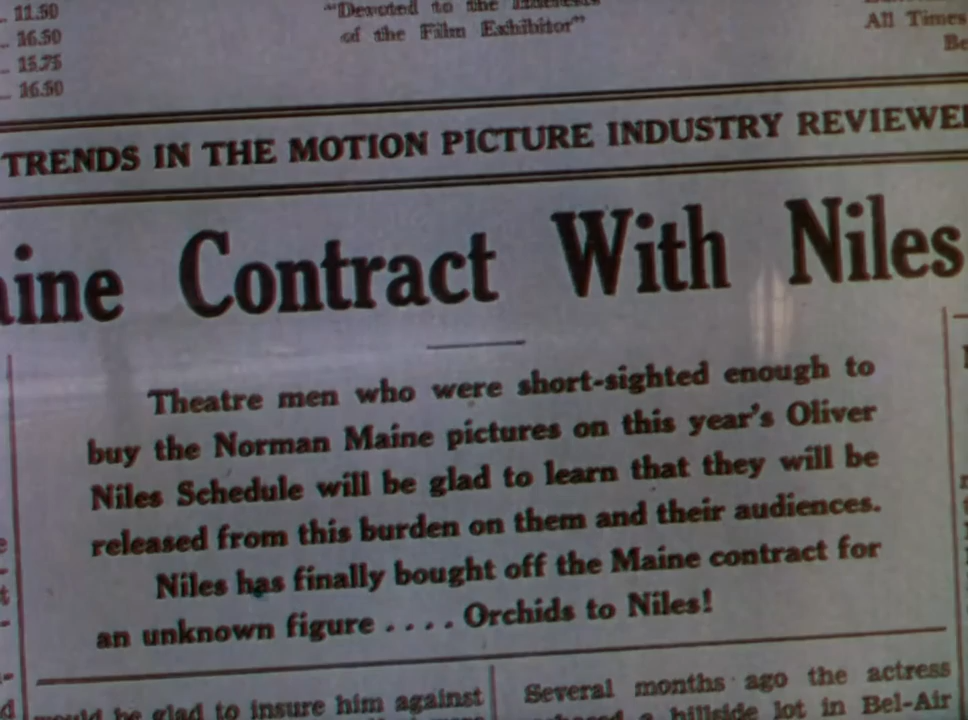 11.50
16.50
15.75
16.50
"Devoted to the Interests
of the Film Exhibitor"
All Times
TRENDS IN THE MOTION PICTURE INDUSTRY REVIEWE
ine Contract With Niles
Theatre men who were short-sighted enough to
buy the Norman Maine pictures on this year's Oliver
Niles Schedule will be glad to learn that they will be
released from this burden on them and their audiences.
Niles has finally bought off the Maine contract for
an unknown figure . . . . Orchids to Niles!
would be glad to insure him against
Several months ago the actress
a hillside lot in Bel-Air